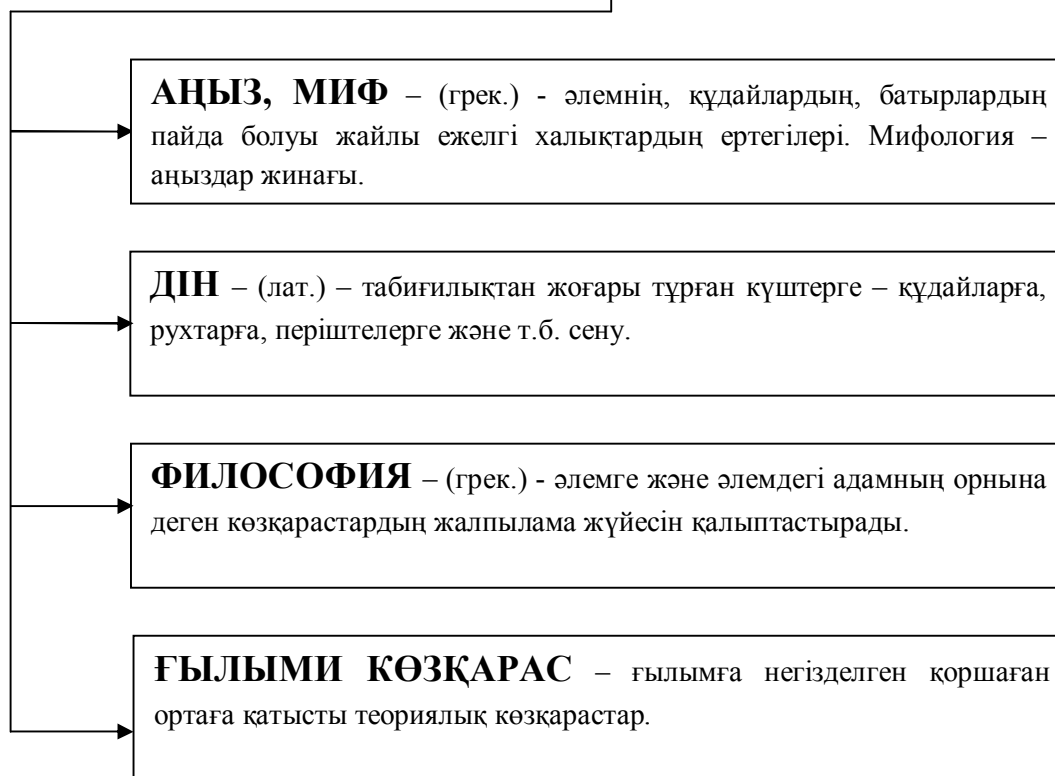 АҢЫЗ, МИФ – (грек.) - әлемнің, құдайлардың, батырлардың
пайда болуы жайлы ежелгі халықтардың ертегілері. Мифология –
аңыздар жинағы.
ДІН – (лат.) – табиғилықтан жоғары тұрған күштерге – құдайларға,
рухтарға, періштелерге және т.б. сену.
ФИЛОСОФИЯ – (грек.) - әлемге және әлемдегі адамның орнына
деген көзқарастардың жалпылама жүйесін қалыптастырады.
ҒЫЛЫМИ КӨЗҚАРАС – ғылымға негізделген қоршаған
ортаға қатысты теориялық көзқарастар.